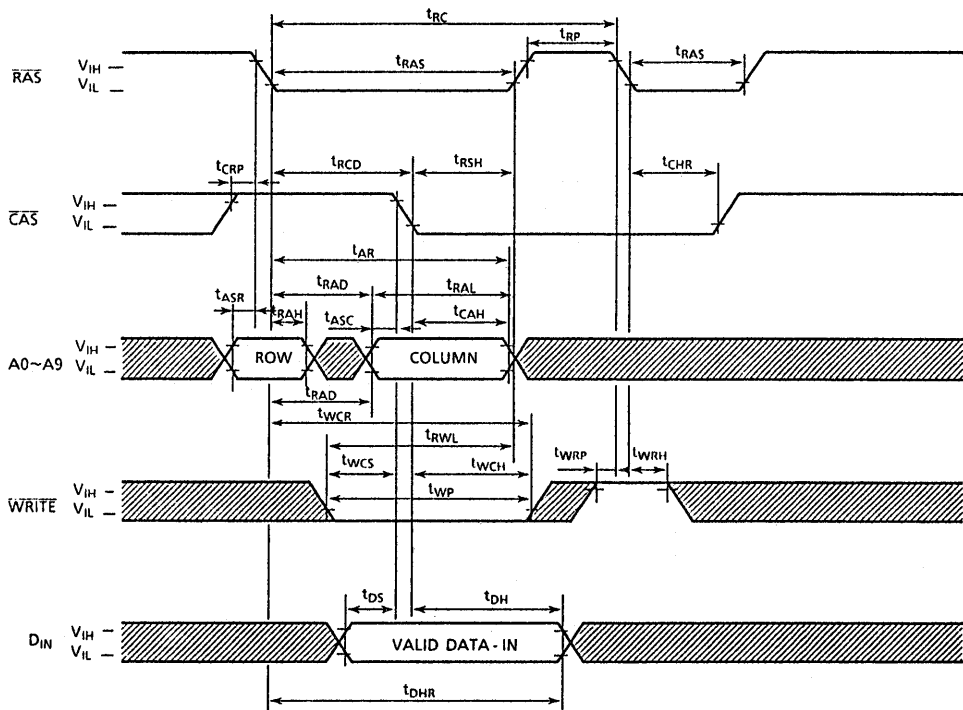 tRC
tRP
RAS
VIH
VIL
tRAS
tRAS
tCRP
tRCD
tRSH
tCHR
CAS
VIH
VIL
tAR
tRAD
tRAL
tASR
tRAH
tASC
tCAH
A0~A9
VIH
VIL
ROW
COLUMN
tRAD
tWCR
tRWL
tWCS
tWCH
tWRP
tWRH
tWP
WRITE
VIH
VIL
tDS
tDH
DIN
VIH
VIL
VALID DATA - IN
tDHR